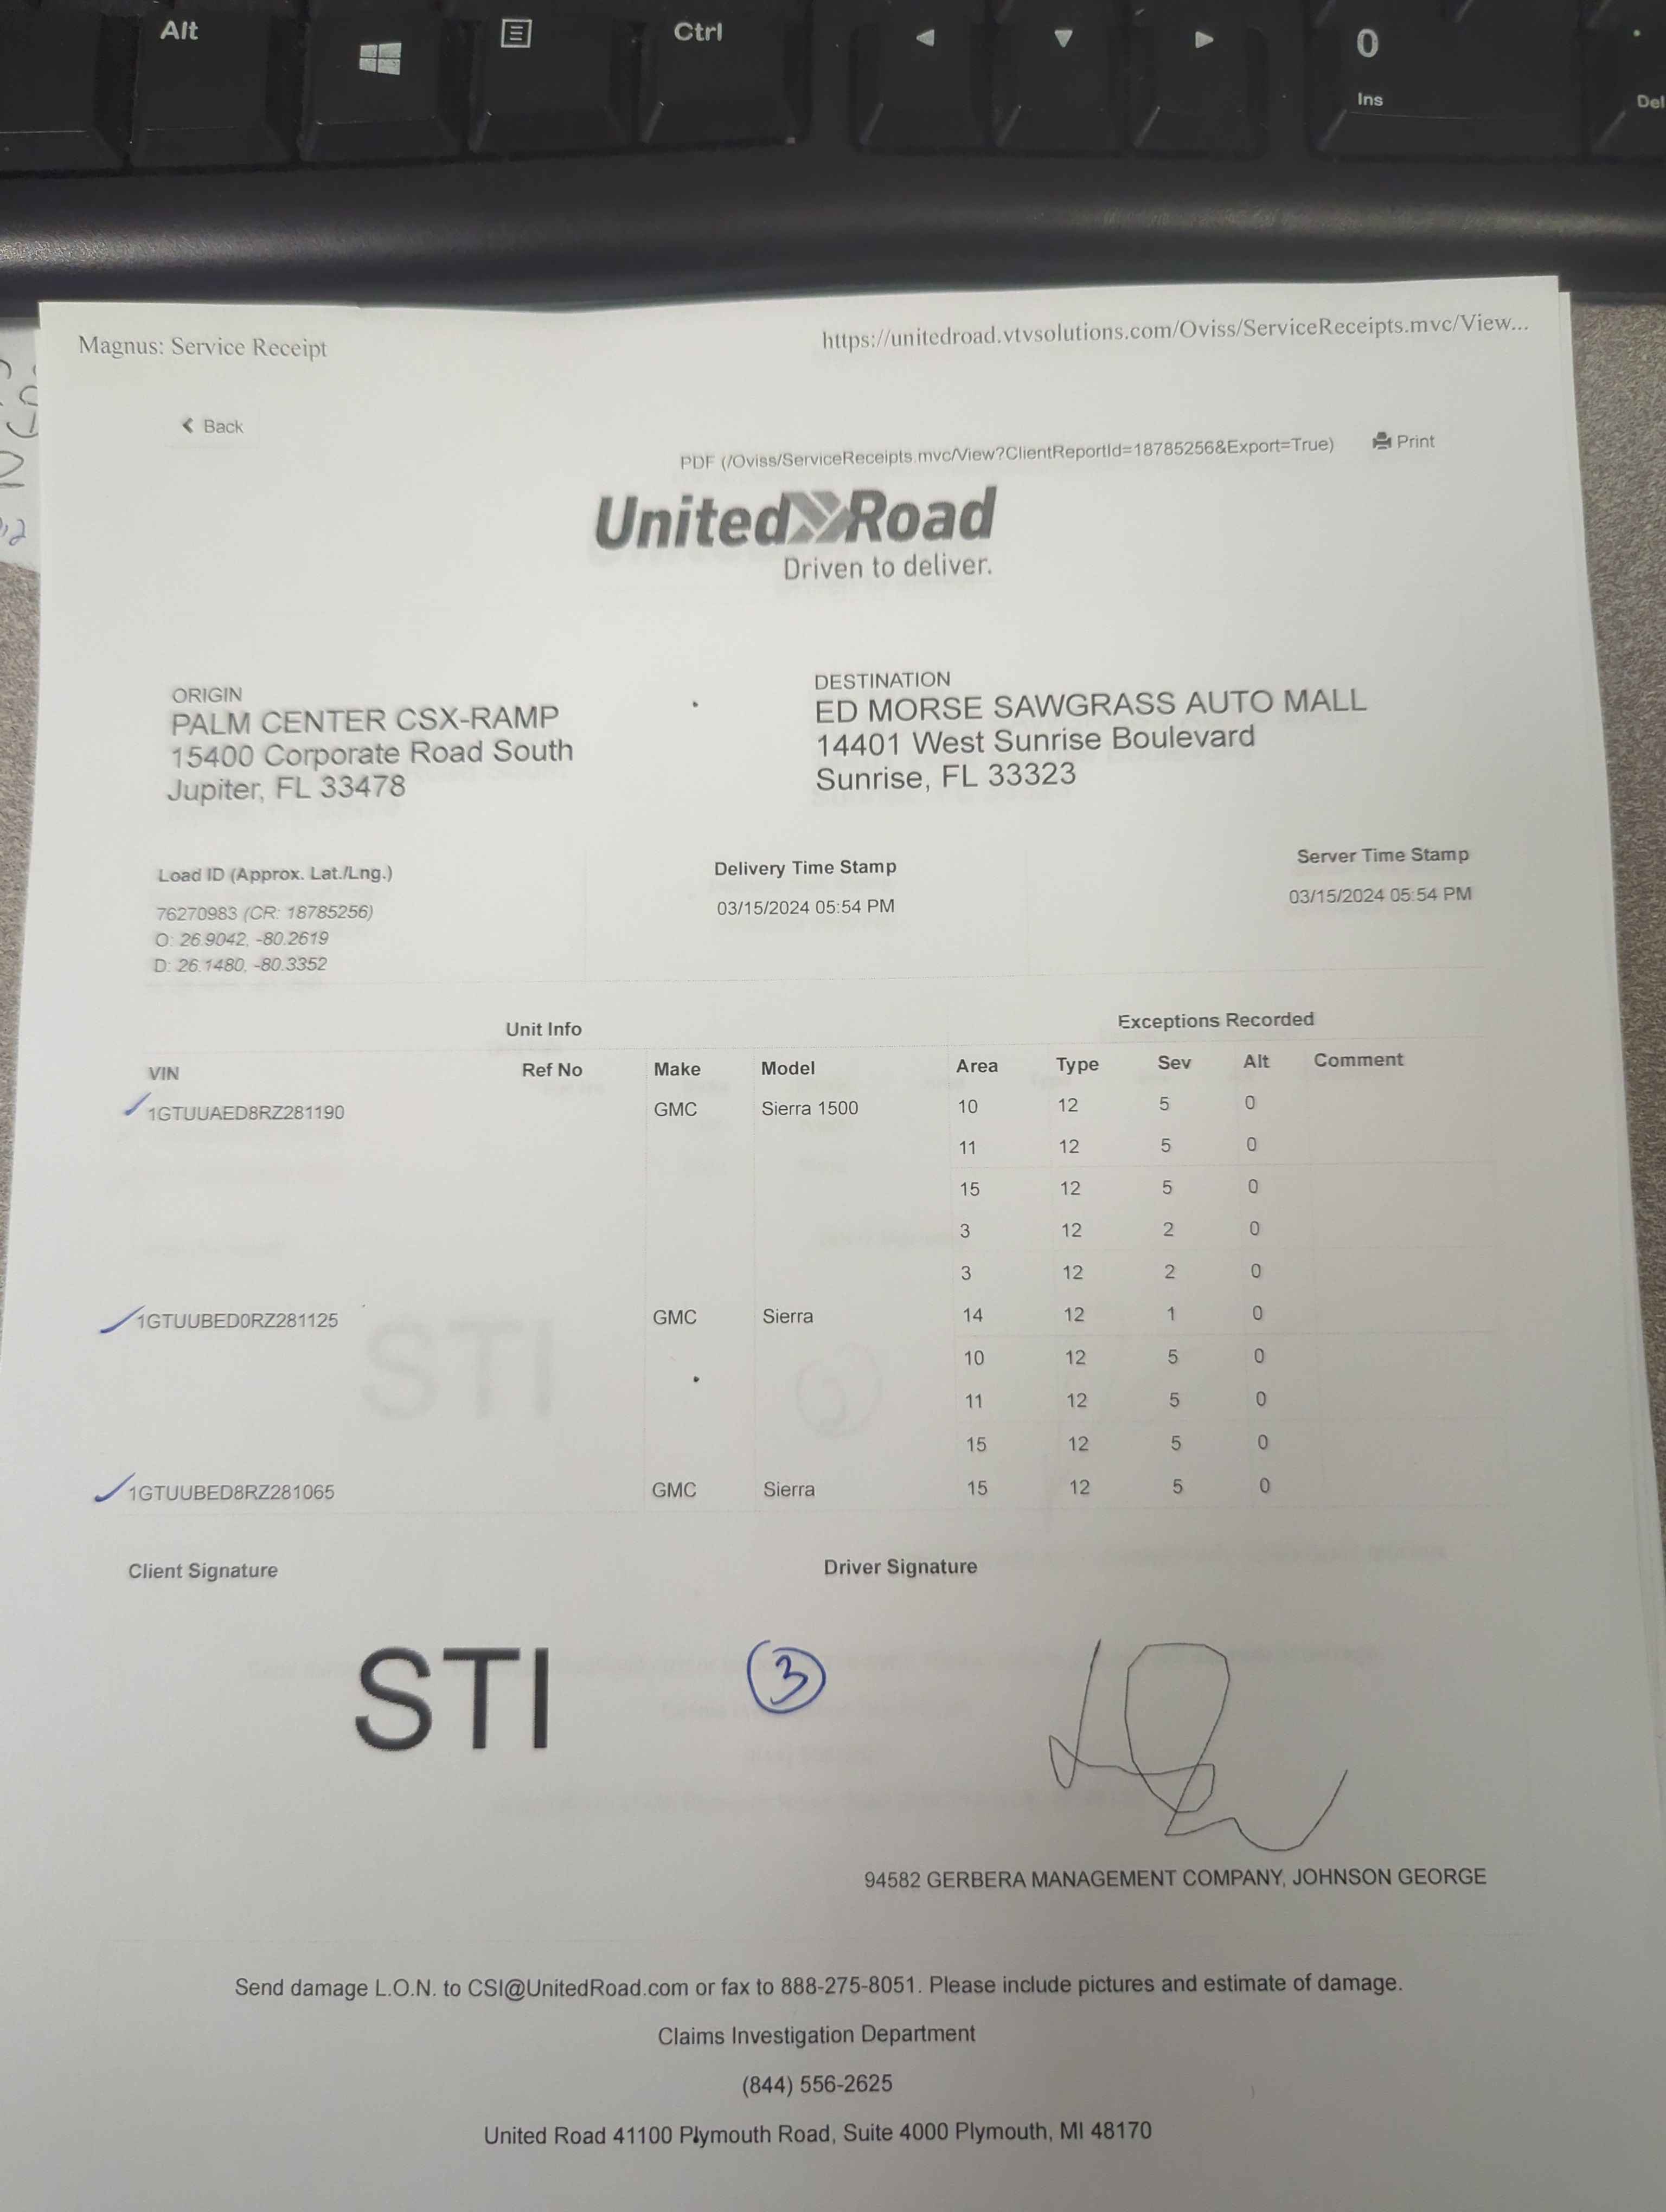 Alt
Ctrl
0
Ins
.
Del
Magnus: Service Receipt
https://unitedroad.vtvsolutions.com/Oviss/ServiceReceipts.mvc/View...
Back
PDF (/Oviss/ServiceReceipts.mvc/View?ClientReportId=18785256&Export=True)
Print
United Road
Driven to deliver.
ORIGIN
PALM CENTER CSX-RAMP
15400 Corporate Road South
Jupiter, FL 33478
DESTINATION
ED MORSE SAWGRASS AUTO MALL
14401 West Sunrise Boulevard
Sunrise, FL 33323
Load ID (Approx. Lat./Lng.)
76270983 (CR: 18785256)
O: 26.9042, -80.2619
D: 26.1480, -80.3352
Delivery Time Stamp
03/15/2024 05:54 PM
Server Time Stamp
03/15/2024 05:54 PM
Unit Info Exceptions Recorded
VIN Ref No Make Model Area Type Sev Alt Comment
1GTUUAED8RZ281190 GMC Sierra 1500 10 12 5 0
11 12 5 0
15 12 5 0
3 12 2 0
3 12 2 0
1GTUUBED0RZ281125 GMC Sierra 14 12 1 0
10 12 5 0
11 12 5 0
15 12 5 0
1GTUUBED8RZ281065 GMC Sierra 15 12 5 0
Client Signature Driver Signature
STI
3
94582 GERBERA MANAGEMENT COMPANY, JOHNSON GEORGE
Send damage L.O.N. to CSI@UnitedRoad.com or fax to 888-275-8051. Please include pictures and estimate of damage.
Claims Investigation Department
(844) 556-2625
United Road 41100 Plymouth Road, Suite 4000 Plymouth, MI 48170